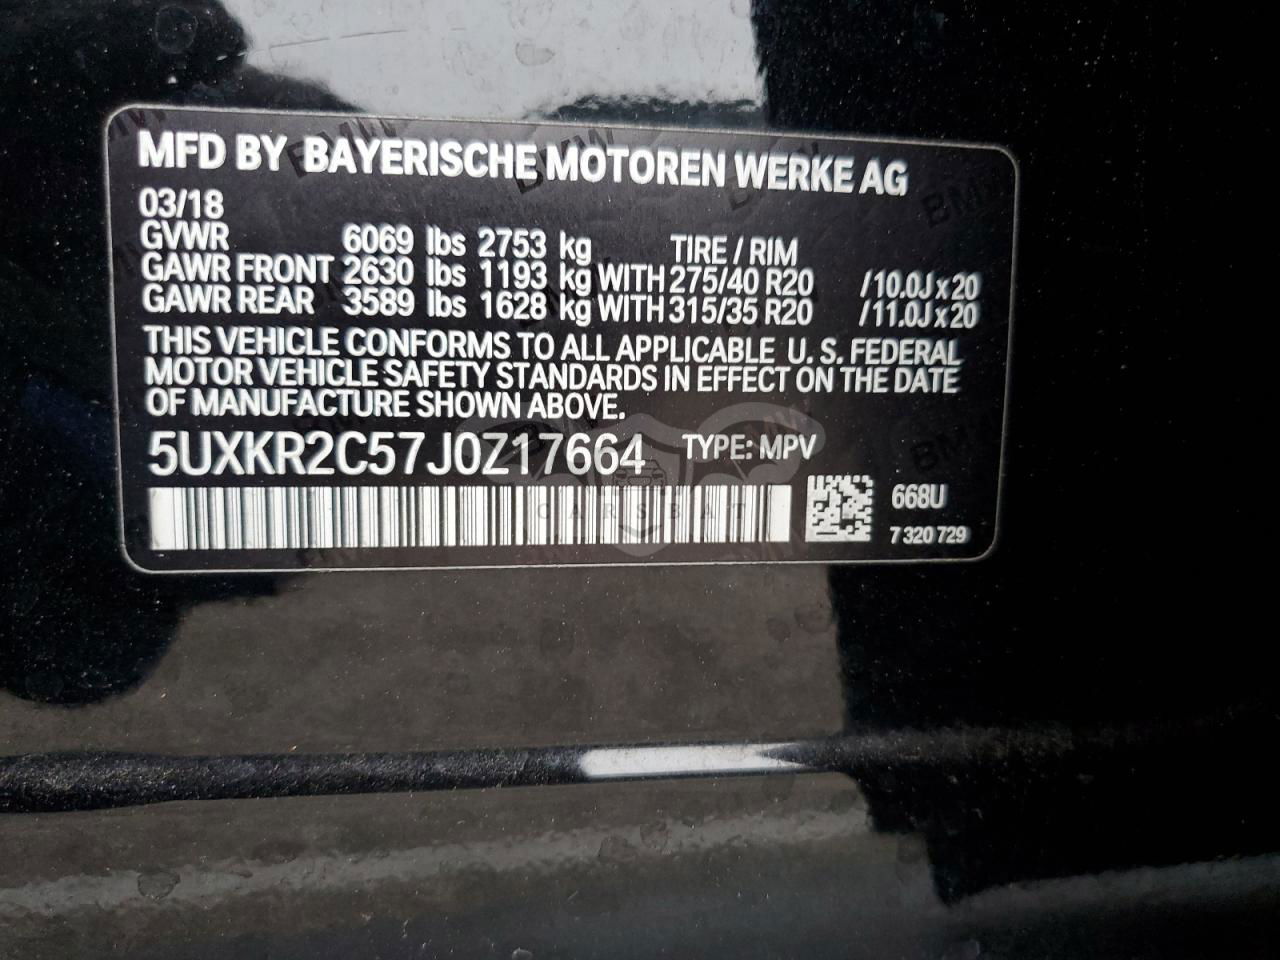 MFD BY BAYERISCHE MOTOREN WERKE AG
03/18
GVWR 6069 lbs 2753 kg TIRE / RIM
GAWR FRONT 2630 lbs 1193 kg WITH 275/40 R20 /10.0J x 20
GAWR REAR 3589 lbs 1628 kg WITH 315/35 R20 /11.0J x 20
THIS VEHICLE CONFORMS TO ALL APPLICABLE U. S. FEDERAL
MOTOR VEHICLE SAFETY STANDARDS IN EFFECT ON THE DATE
OF MANUFACTURE SHOWN ABOVE.
5UXKR2C57J0Z17664 TYPE: MPV
668U
CARSBAT
7 320 729